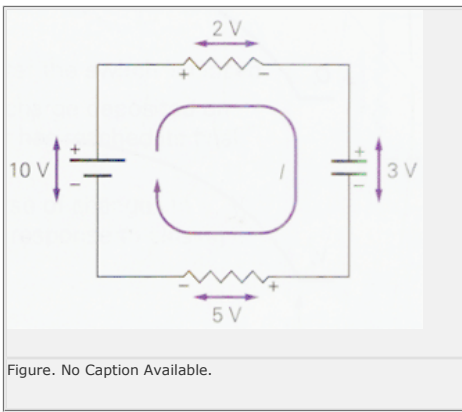 2 V
+ −
10 V
+
−
I
+
−
3 V
− +
5 V
Figure. No Caption Available.